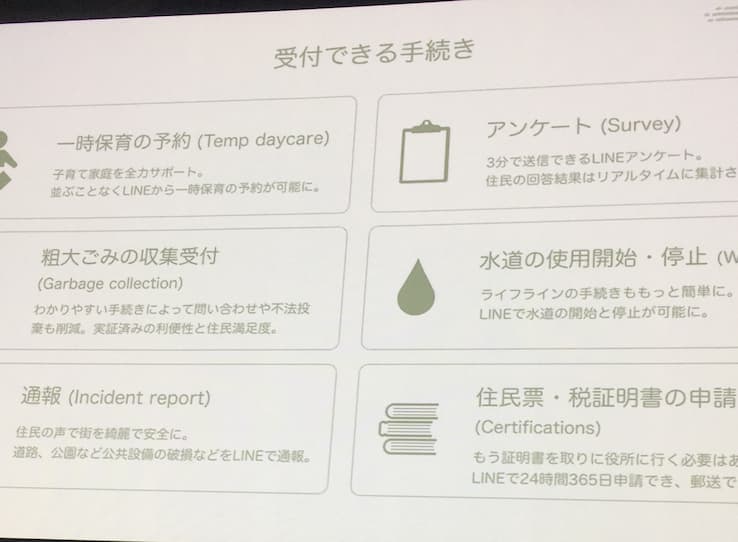 受付できる手続き
一時保育の予約 (Temp daycare)
子育て家庭を全力サポート。
並ぶことなくLINEから一時保育の予約が可能に。
アンケート (Survey)
3分で送信できるLINEアンケート。
住民の回答結果はリアルタイムに集計さ
粗大ごみの収集受付
(Garbage collection)
わかりやすい手続きによって問い合わせや不法投
棄も削減。実証済みの利便性と住民満足度。
水道の使用開始・停止 (W
ライフラインの手続きももっと簡単に。
LINEで水道の開始と停止が可能に。
通報 (Incident report)
住民の声で街を綺麗で安全に。
道路、公園など公共設備の破損などをLINEで通報。
住民票・税証明書の申請
(Certifications)
もう証明書を取りに役所に行く必要はあ
LINEで24時間365日申請でき、郵送で